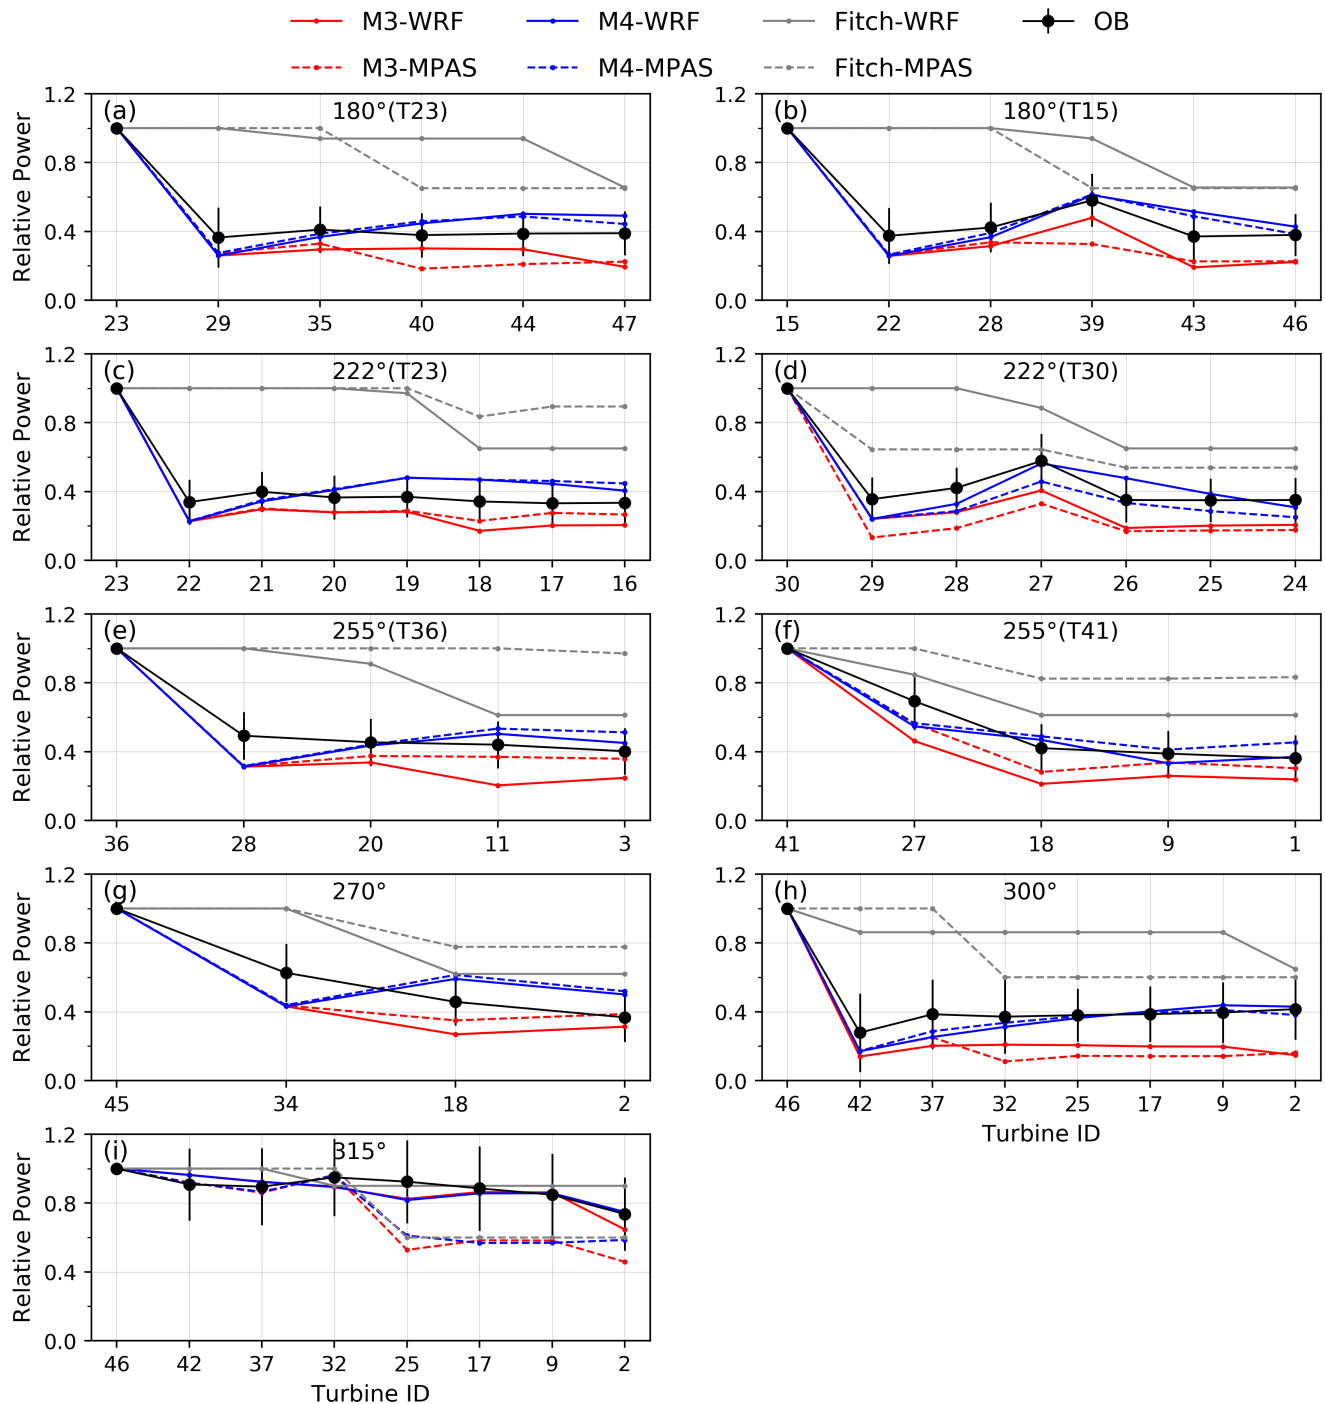 M3-WRF M4-WRF Fitch-WRF OB
M3-MPAS M4-MPAS Fitch-MPAS
(a) 180°(T23)
Relative Power
1.2
0.8
0.4
0.0
23 29 35 40 44 47
(b) 180°(T15)
1.2
0.8
0.4
0.0
15 22 28 39 43 46
(c) 222°(T23)
Relative Power
1.2
0.8
0.4
0.0
23 22 21 20 19 18 17 16
(d) 222°(T30)
1.2
0.8
0.4
0.0
30 29 28 27 26 25 24
(e) 255°(T36)
Relative Power
1.2
0.8
0.4
0.0
36 28 20 11 3
(f) 255°(T41)
1.2
0.8
0.4
0.0
41 27 18 9 1
(g) 270°
Relative Power
1.2
0.8
0.4
0.0
45 34 18 2
(h) 300°
1.2
0.8
0.4
0.0
46 42 37 32 25 17 9 2
Turbine ID
(i) 315°
Relative Power
1.2
0.8
0.4
0.0
46 42 37 32 25 17 9 2
Turbine ID